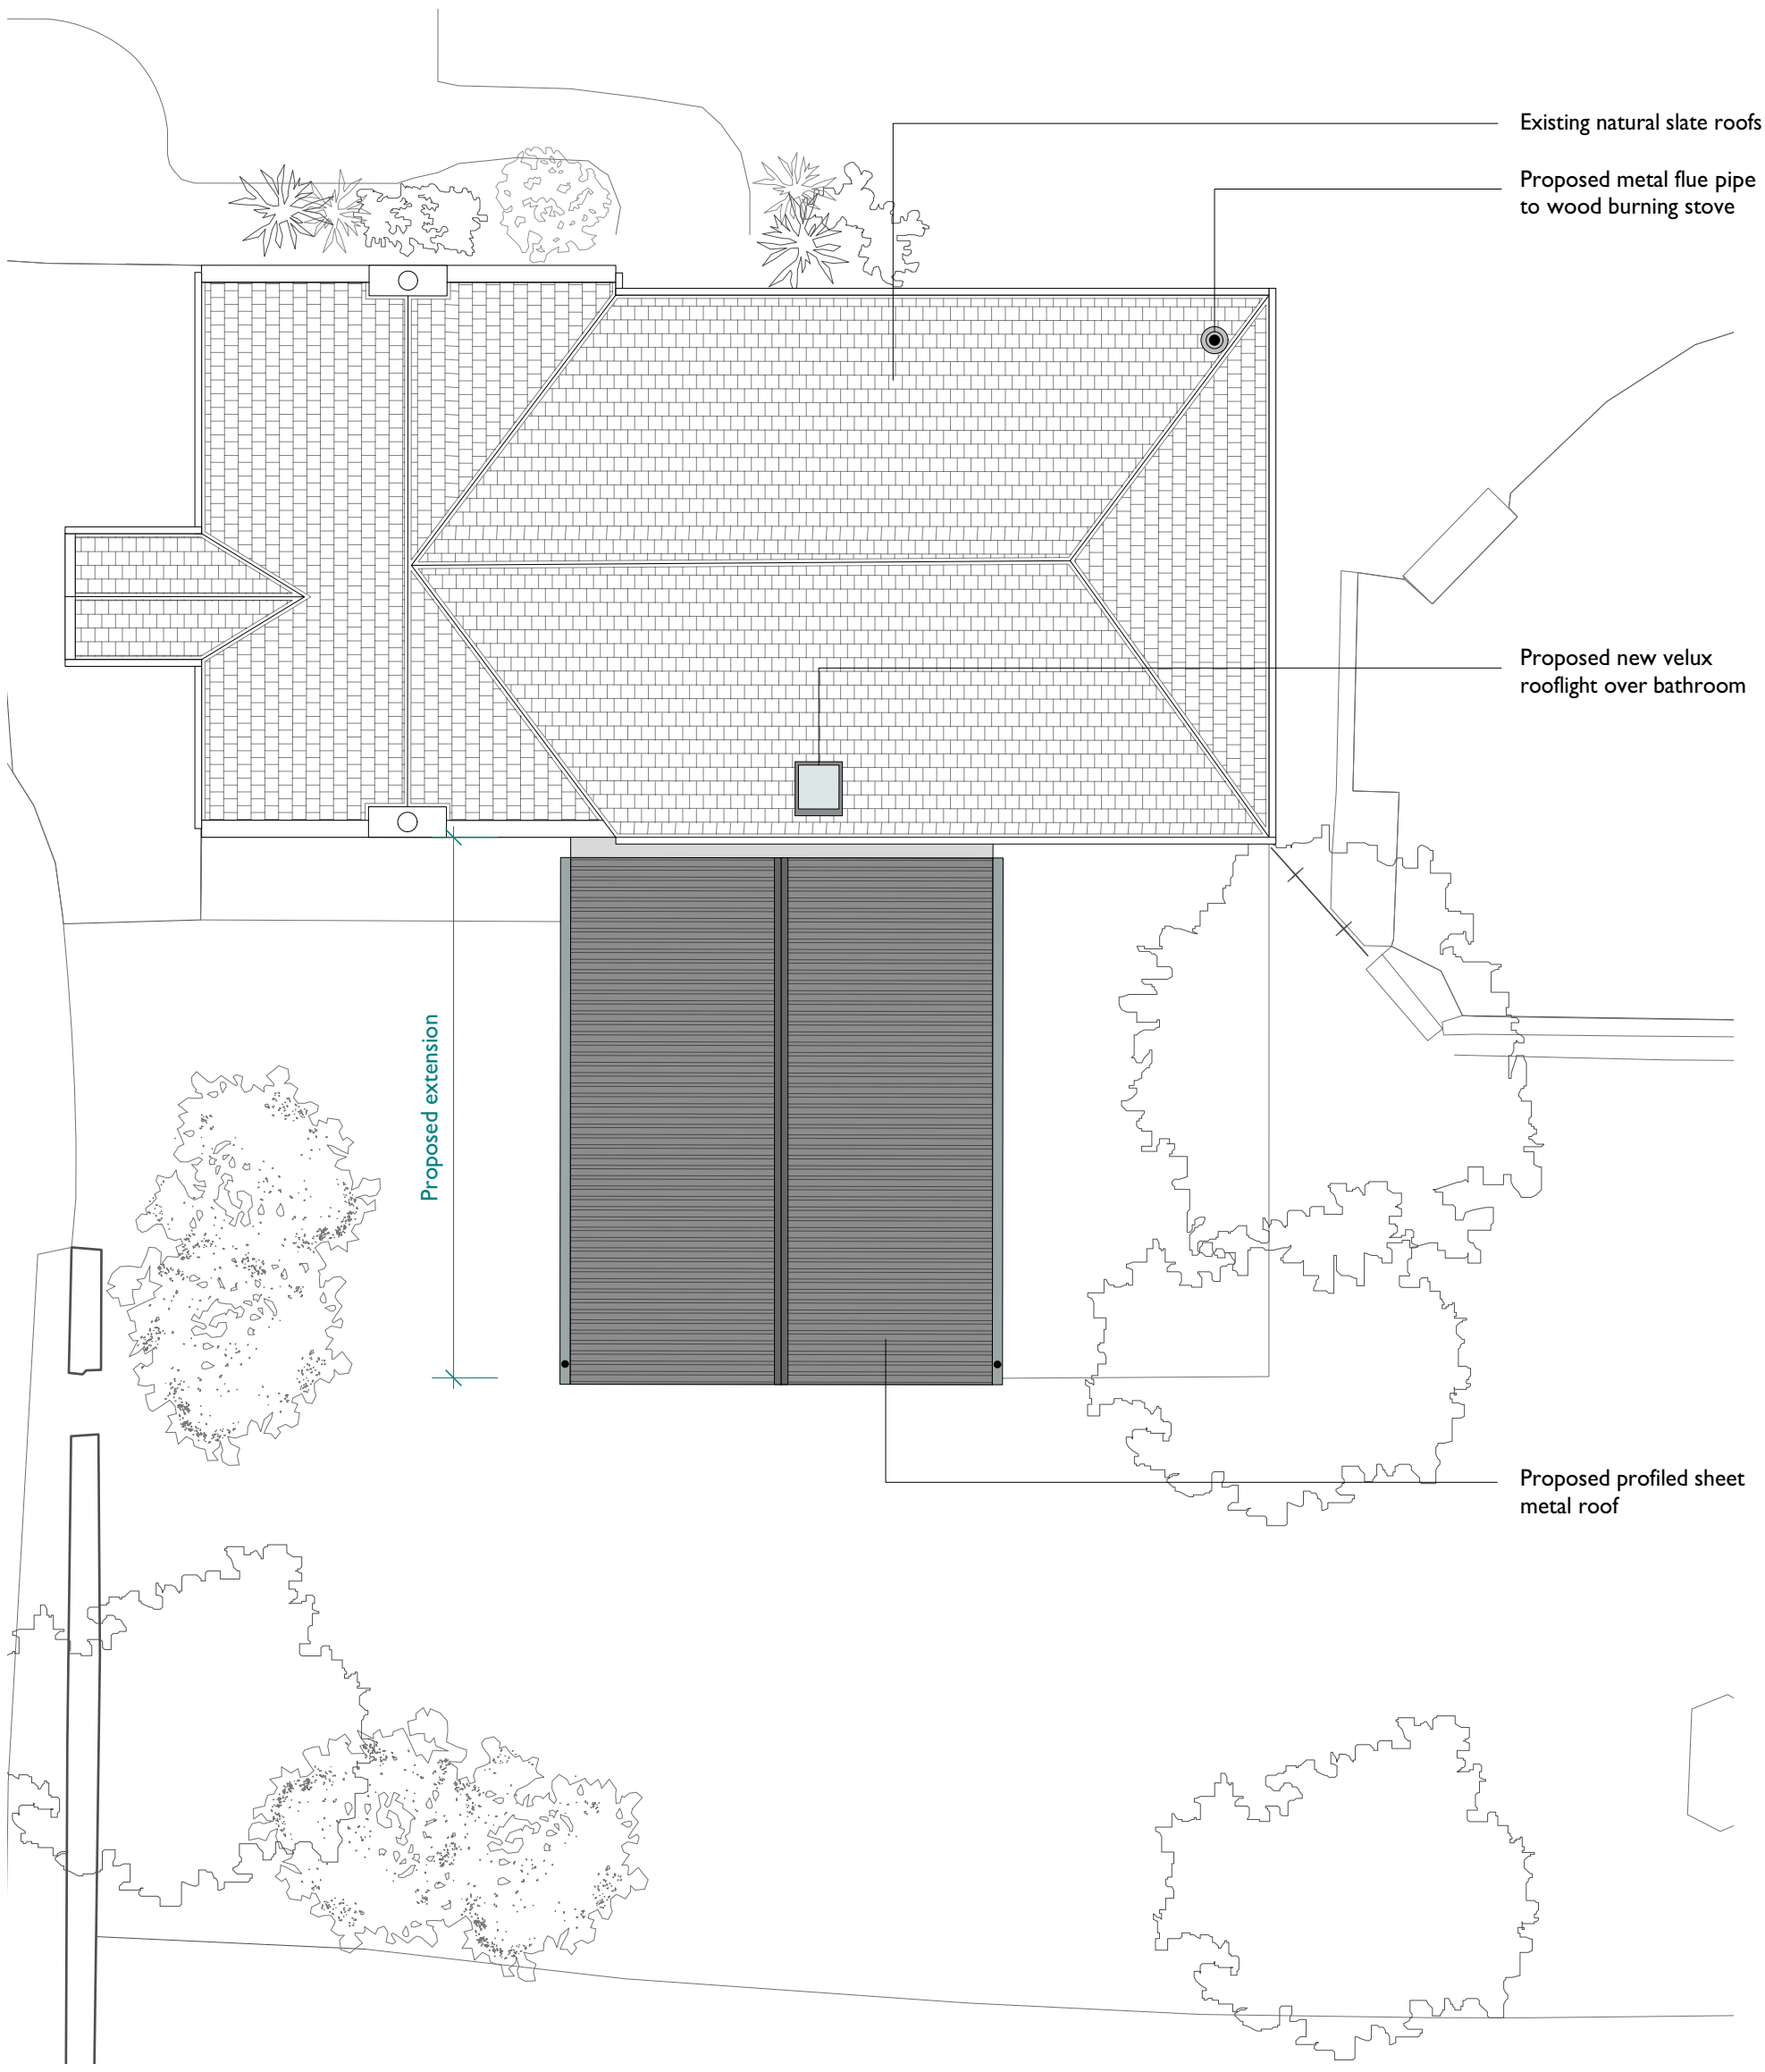 Existing natural slate roofs
Proposed metal flue pipe
to wood burning stove
Proposed new velux
rooflight over bathroom
Proposed extension
Proposed profiled sheet
metal roof